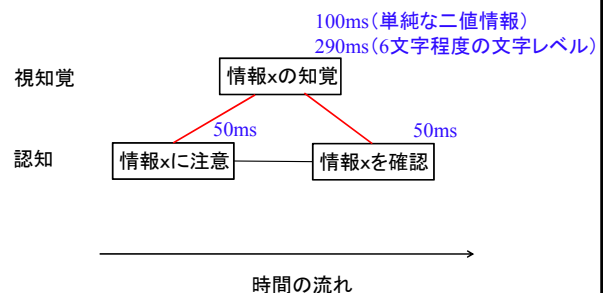 100ms(単純な二値情報)
290ms(6文字程度の文字レベル)
視知覚
情報xの知覚
50ms
50ms
認知
情報xに注意
情報xを確認
時間の流れ